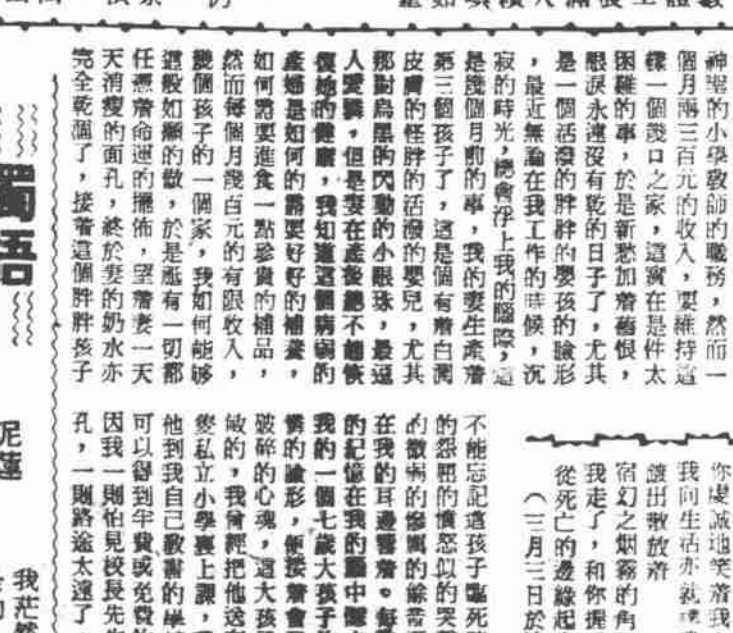 神聖的小學敎師的職務，然而一
個月兩三百元的收入，要維持這
樣一個幾口之家，這實在是件太
困難的事，於是新愁加着舊恨，
眼淚永遠沒有乾的日子了，尤其
是一個活潑的胖胖的嬰孩的臉形
，最近無論在我工作的時候，沉
寂的時光，總會浮上我的腦際，這
是幾個月前的事，我的妻生產着
第三個孩子了，這是個有着白潤
皮膚的怪胖的活潑的嬰兒，尤其
那對烏黑的閃動的小眼珠，最逗
人愛憐，但是妻在產後總不能恢
復她的健康，我知道這個病弱的
產婦是如何的需要好好的補養，
如何需要進食一點珍貴的補品，
然而每個月幾百元的有限收入，
幾個孩子的一個家，我如何能够
這般如願的做，於是祗有一切都
任憑着命運的擺佈，望着妻一天
天消瘦的面孔，終於妻的奶水亦
完全乾涸了，接着這個胖胖孩子
你虔誠地笑着我
我向生活亦就
放出散放着
宿幻之烟霧的角
我走了，和你握
從死亡的邊緣起
（三月三日於
不能忘記這孩子臨死
的怨怒的憤怒似的哭
的微弱的慘厲的餘音
在我的耳邊響着。每
的記憶在我的腦中
我的一個七歲大孩子
憐的臉形，便接着會
破碎的心魂，這大孩
敏的，我曾經把他送
私立小學裏上課，
他到我自己敎書的
可以得到半費或免費
因我一則怕見校長先
孔，一則路途太遠了
獨語
尼蓮
我茫然